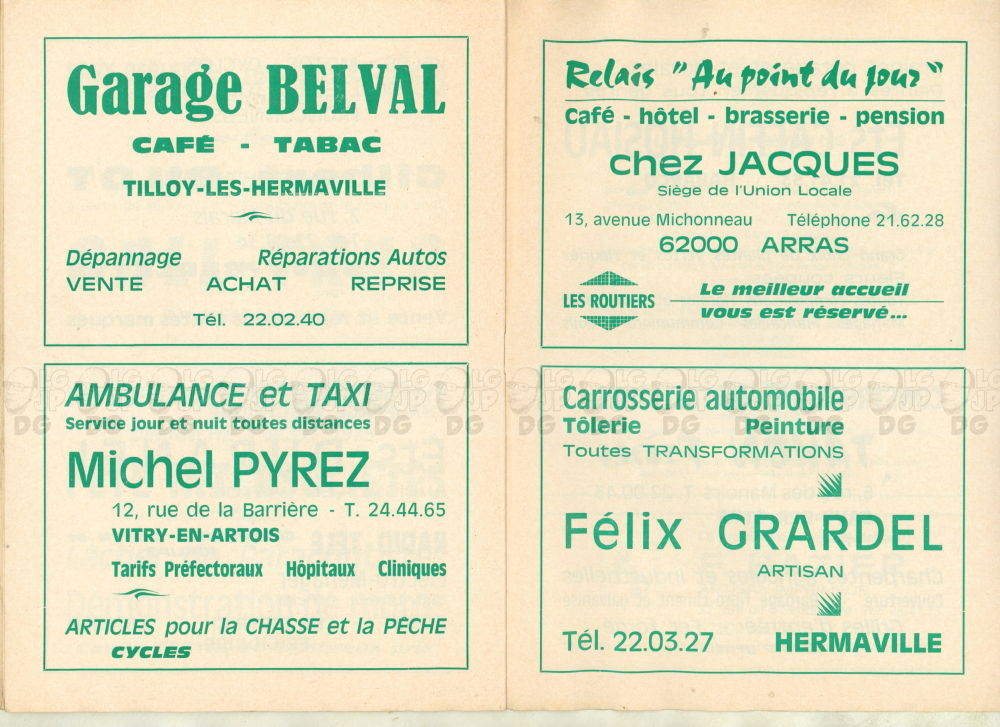 Garage BELVAL
CAFÉ - TABAC
TILLOY-LES-HERMAVILLE
Dépannage Réparations Autos
VENTE ACHAT REPRISE
Tél. 22.02.40
AMBULANCE et TAXI
Service jour et nuit toutes distances
Michel PYREZ
12, rue de la Barrière - T. 24.44.65
VITRY-EN-ARTOIS
Tarifs Préfectoraux Hôpitaux Cliniques
ARTICLES pour la CHASSE et la PÊCHE
CYCLES
Relais "Au point du jour"
Café - hôtel - brasserie - pension
chez JACQUES
Siège de l'Union Locale
13, avenue Michonneau Téléphone 21.62.28
62000 ARRAS
LES ROUTIERS
Le meilleur accueil
vous est réservé...
Carrosserie automobile
Tôlerie Peinture
Toutes TRANSFORMATIONS
Félix GRARDEL
ARTISAN
Tél. 22.03.27 HERMAVILLE